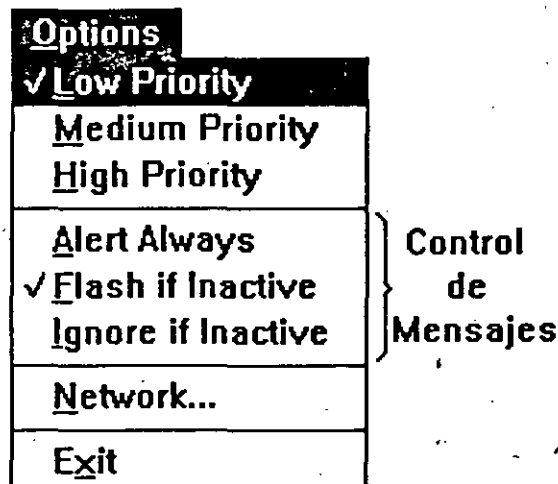 Options
✓ Low Priority
Medium Priority
High Priority
Alert Always
✓ Flash if Inactive
Ignore if Inactive
Control
de
Mensajes
Network...
Exit